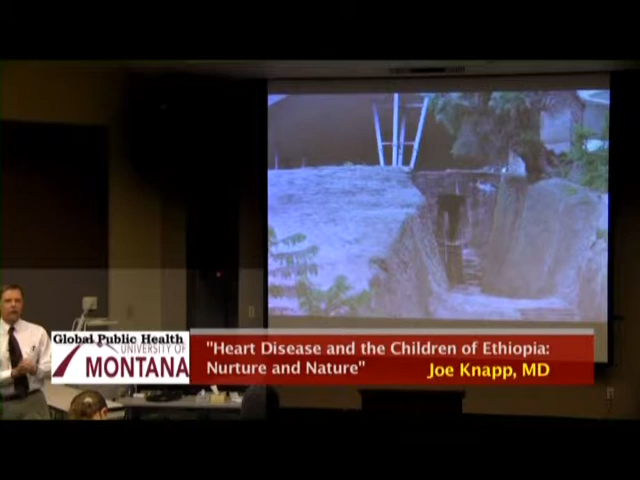 Global Public Health
UNIVERSITY OF
MONTANA
"Heart Disease and the Children of Ethiopia:
Nurture and Nature"
Joe Knapp, MD